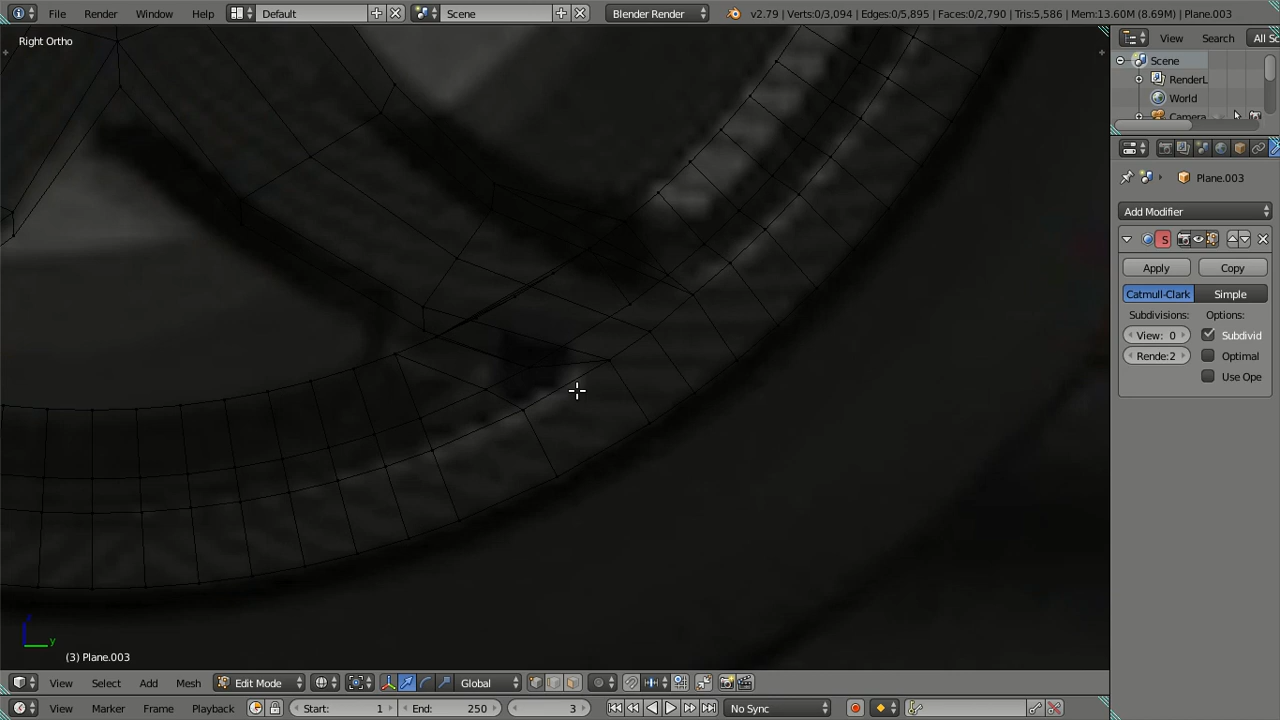 File Render Window Help Default Scene Blender Render v2.79 | Verts:0/3,094 | Edges:0/5,895 | Faces:0/2,790 | Tris:5,586 | Mem:13.60M (8.69M) | Plane.003
Right Ortho
View Search All Sc
Scene
RenderL
World
Camera
Plane.003
Add Modifier
S
Apply Copy
Catmull-Clark Simple
Subdivisions: Options:
View: 0 Subdivid
Rende:2 Optimal
Use Ope
z
y
(3) Plane.003
View Select Add Mesh Edit Mode Global
View Marker Frame Playback Start: 1 End: 250 3 No Sync